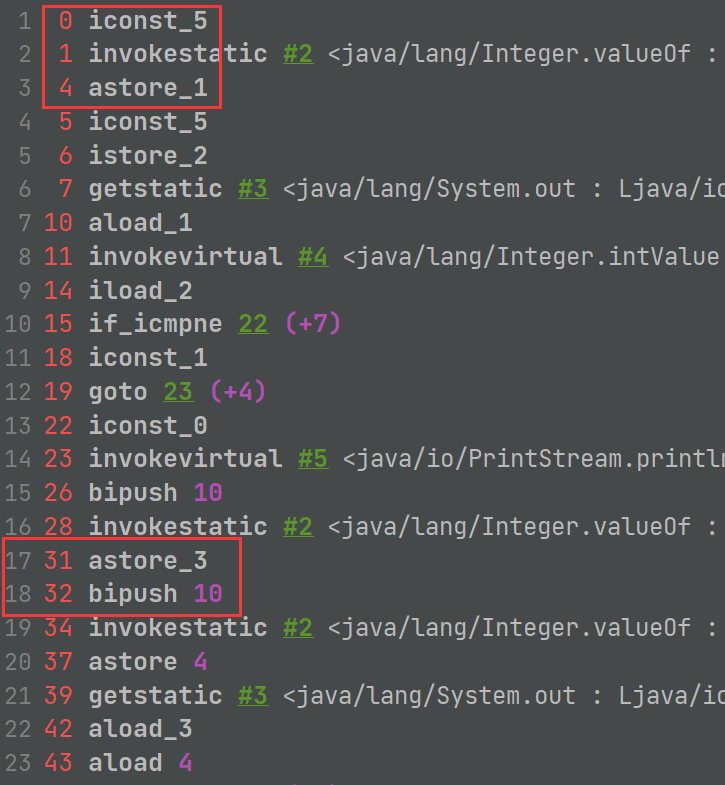 1 0 iconst_5
2 1 invokestatic #2 <java/lang/Integer.valueOf :
3 4 astore_1
4 5 iconst_5
5 6 istore_2
6 7 getstatic #3 <java/lang/System.out : Ljava/io
7 10 aload_1
8 11 invokevirtual #4 <java/lang/Integer.intValue
9 14 iload_2
10 15 if_icmpne 22 (+7)
11 18 iconst_1
12 19 goto 23 (+4)
13 22 iconst_0
14 23 invokevirtual #5 <java/io/PrintStream.println
15 26 bipush 10
16 28 invokestatic #2 <java/lang/Integer.valueOf :
17 31 astore_3
18 32 bipush 10
19 34 invokestatic #2 <java/lang/Integer.valueOf :
20 37 astore 4
21 39 getstatic #3 <java/lang/System.out : Ljava/io
22 42 aload_3
23 43 aload 4